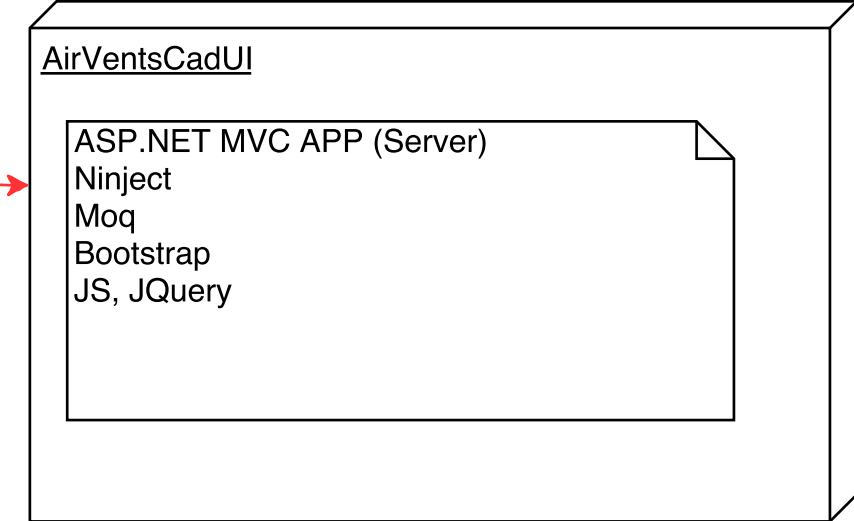 AirVentsCadUI
ASP.NET MVC APP (Server)
Ninject
Moq
Bootstrap
JS, JQuery